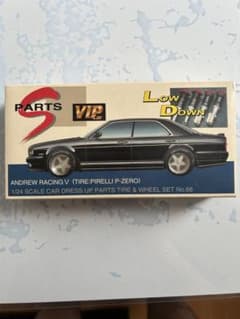 S
PARTS
VIP
LOW
DOWN
ANDREW RACING V (TIRE:PIRELLI P-ZERO)
1/24 SCALE CAR DRESS UP PARTS TIRE & WHEEL SET No.66